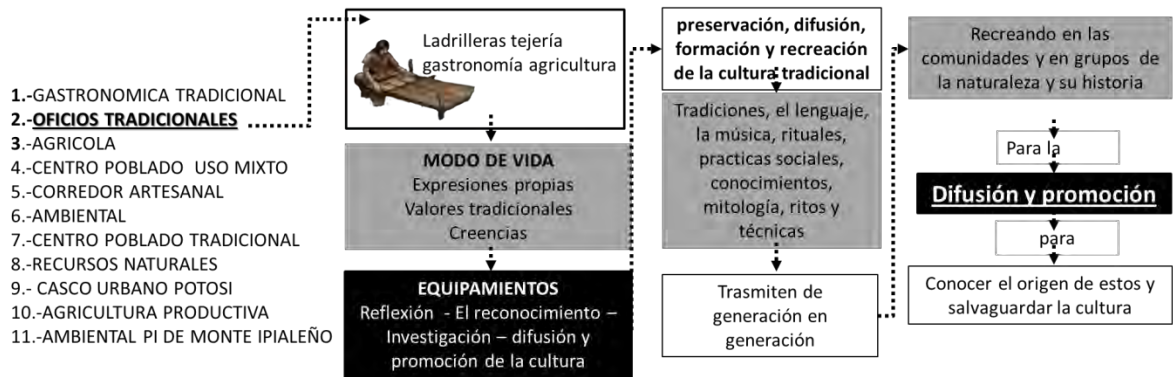 1.-GASTRONOMICA TRADICIONAL
2.-OFICIOS TRADICIONALES
3.-AGRICOLA
4.-CENTRO POBLADO USO MIXTO
5.-CORREDOR ARTESANAL
6.-AMBIENTAL
7.-CENTRO POBLADO TRADICIONAL
8.-RECURSOS NATURALES
9.- CASCO URBANO POTOSI
10.-AGRICULTURA PRODUCTIVA
11.-AMBIENTAL PI DE MONTE IPIALEÑO
Ladrilleras tejería
gastronomía agricultura
MODO DE VIDA
Expresiones propias
Valores tradicionales
Creencias
EQUIPAMIENTOS
Reflexión - El reconocimiento –
Investigación – difusión y
promoción de la cultura
preservación, difusión,
formación y recreación
de la cultura tradicional
Tradiciones, el lenguaje,
la música, rituales,
practicas sociales,
conocimientos,
mitología, ritos y
técnicas
Trasmiten de
generación en
generación
Recreando en las
comunidades y en grupos de
la naturaleza y su historia
Para la
Difusión y promoción
para
Conocer el origen de estos y
salvaguardar la cultura